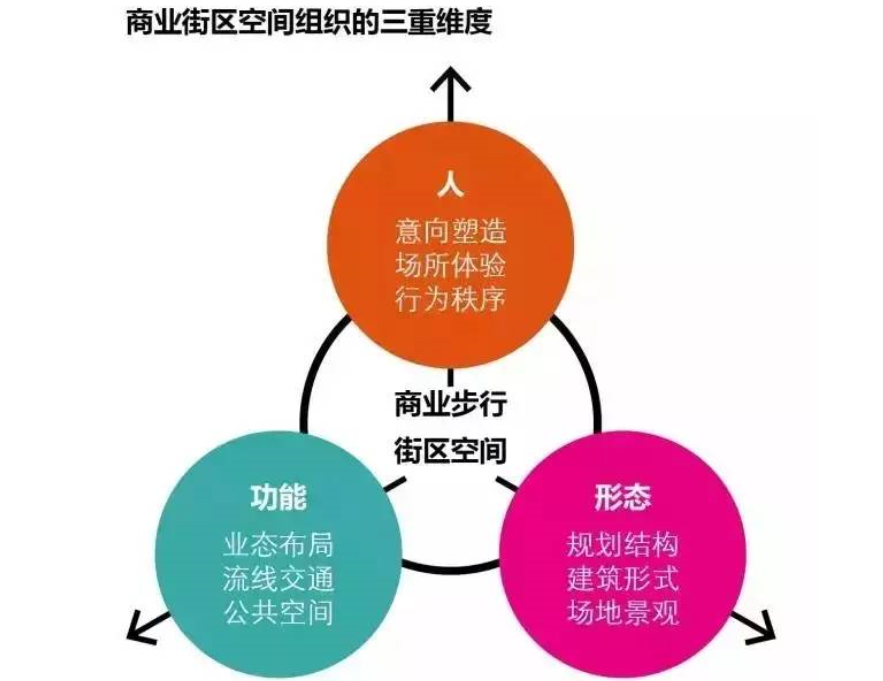 商业街区空间组织的三重维度
人
意向塑造
场所体验
行为秩序
商业步行
街区空间
功能
业态布局
流线交通
公共空间
形态
规划结构
建筑形式
场地景观